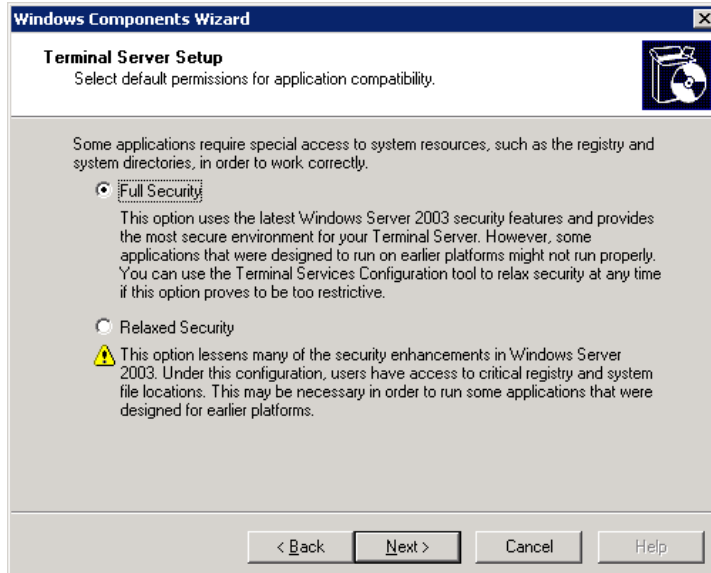 Windows Components Wizard
Terminal Server Setup
Select default permissions for application compatibility.
Some applications require special access to system resources, such as the registry and
system directories, in order to work correctly.
Full Security
This option uses the latest Windows Server 2003 security features and provides
the most secure environment for your Terminal Server. However, some
applications that were designed to run on earlier platforms might not run properly.
You can use the Terminal Services Configuration tool to relax security at any time
if this option proves to be too restrictive.
Relaxed Security
This option lessens many of the security enhancements in Windows Server
2003. Under this configuration, users have access to critical registry and system
file locations. This may be necessary in order to run some applications that were
designed for earlier platforms.
< Back Next > Cancel Help